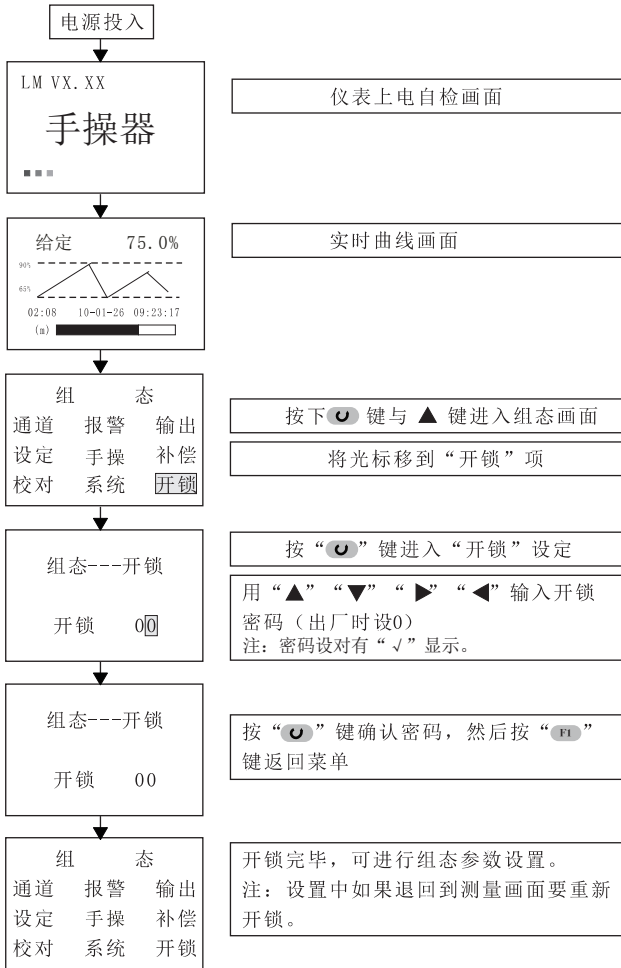 电源投入
LM VX.XX
手操器
仪表上电自检画面
给定 75.0%
90%
65%
02:08 10-01-26 09:23:17
(m)
实时曲线画面
组 态
通道 报警 输出
设定 手操 补偿
校对 系统 开锁
按下 键与 ▲ 键进入组态画面
将光标移到“开锁”项
组态---开锁
开锁 00
按“ ”键进入“开锁”设定
用“▲”“▼”“▶”“◀”输入开锁
密码（出厂时设0）
注：密码设对有“√”显示。
组态---开锁
开锁 00
按“ ”键确认密码，然后按“F1”
键返回菜单
组 态
通道 报警 输出
设定 手操 补偿
校对 系统 开锁
开锁完毕，可进行组态参数设置。
注：设置中如果退回到测量画面要重新
开锁。